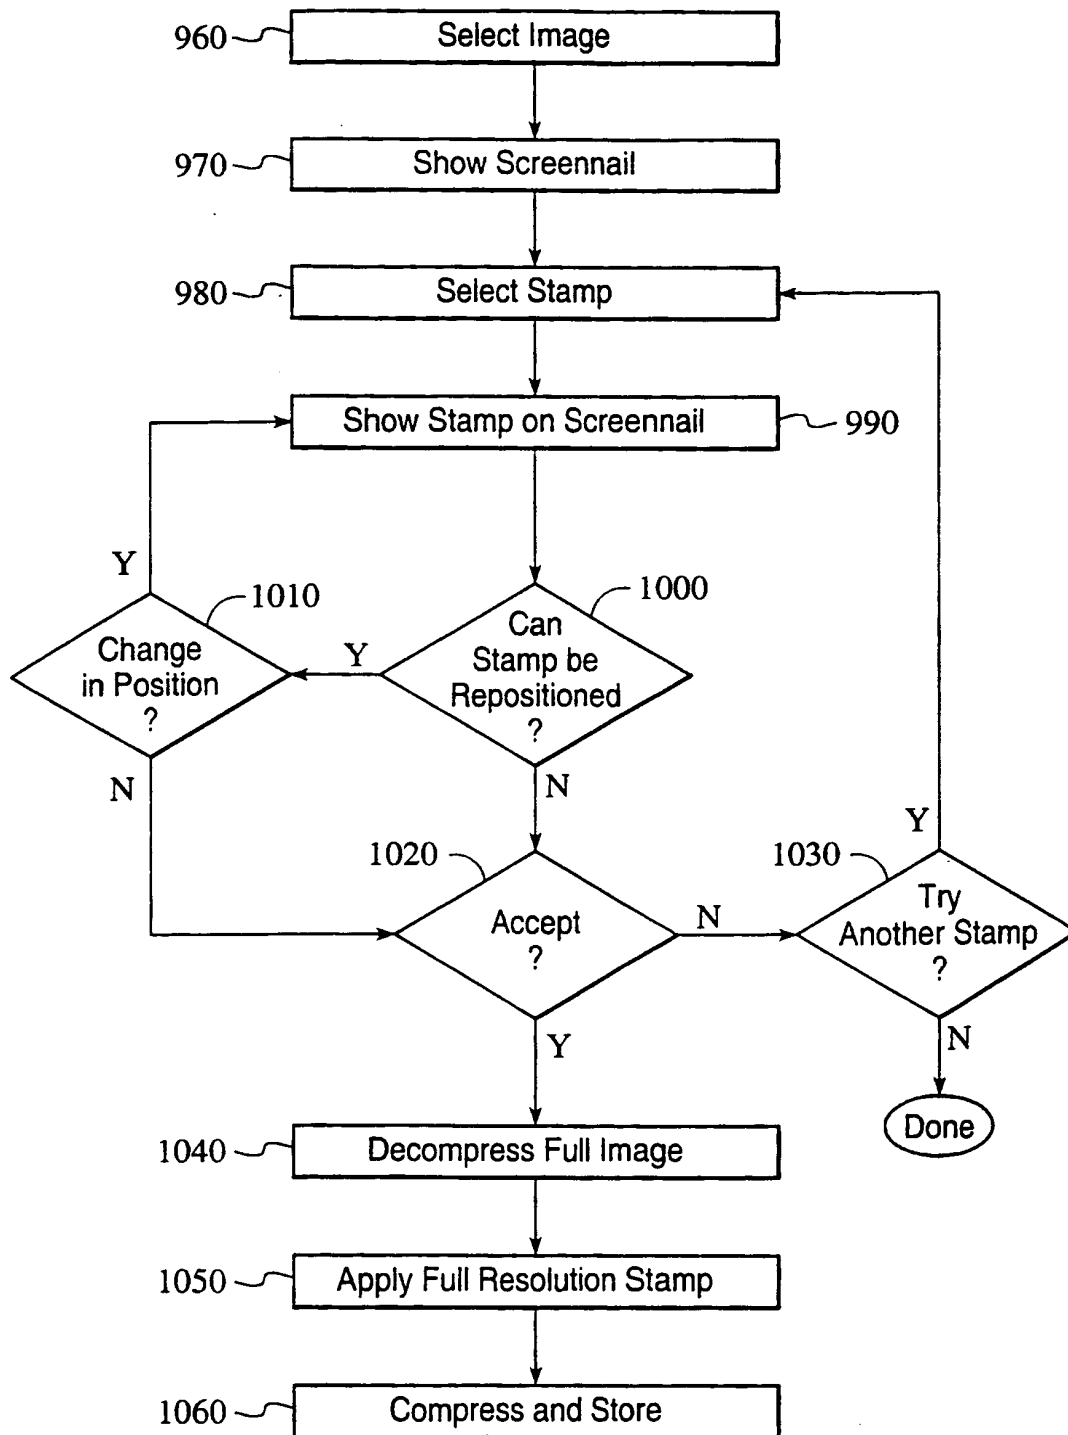 960 Select Image
970 Show Screennail
980 Select Stamp
Show Stamp on Screennail 990
Y
1010
1000
Change
in Position
?
Y
Can
Stamp be
Repositioned
?
N
N
Y
1020
1030
Accept
?
N
Try
Another Stamp
?
Y
N
Done
1040 Decompress Full Image
1050 Apply Full Resolution Stamp
1060 Compress and Store